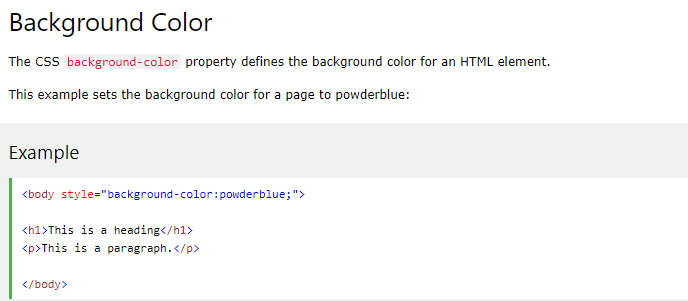 Background Color
The CSS background-color property defines the background color for an HTML element.
This example sets the background color for a page to powderblue:
Example
<body style="background-color:powderblue;">
<h1>This is a heading</h1>
<p>This is a paragraph.</p>
</body>